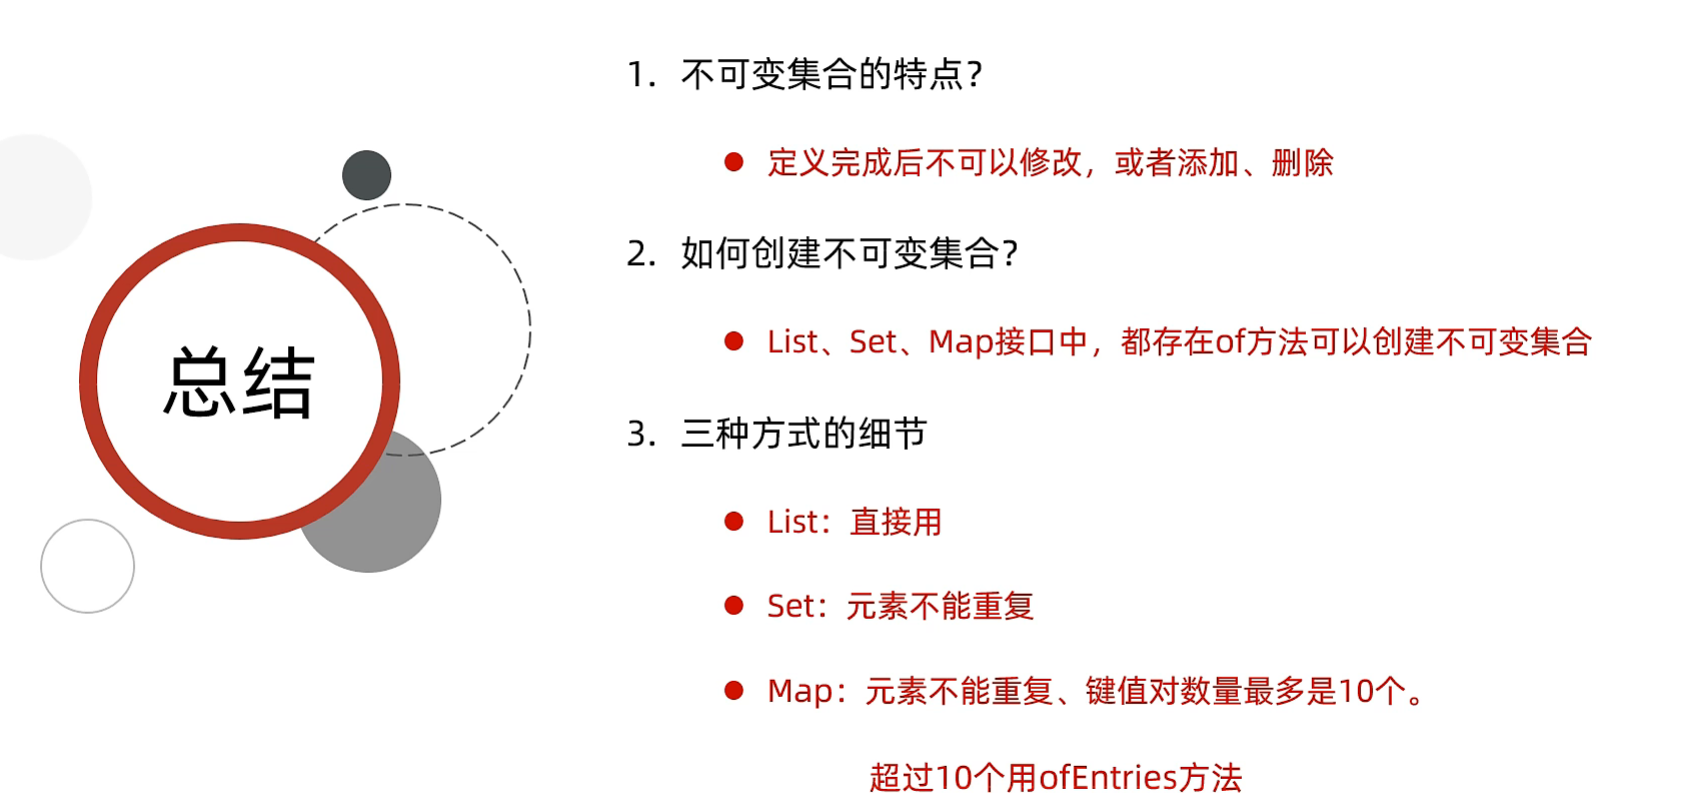 总结
1. 不可变集合的特点?
● 定义完成后不可以修改，或者添加、删除
2. 如何创建不可变集合?
● List、Set、Map接口中，都存在of方法可以创建不可变集合
3. 三种方式的细节
● List：直接用
● Set：元素不能重复
● Map：元素不能重复、键值对数量最多是10个。
超过10个用ofEntries方法